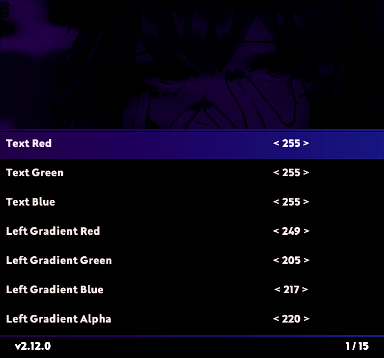 Text Red < 255 >
Text Green < 255 >
Text Blue < 255 >
Left Gradient Red < 249 >
Left Gradient Green < 205 >
Left Gradient Blue < 217 >
Left Gradient Alpha < 220 >
v2.12.0 1 / 15